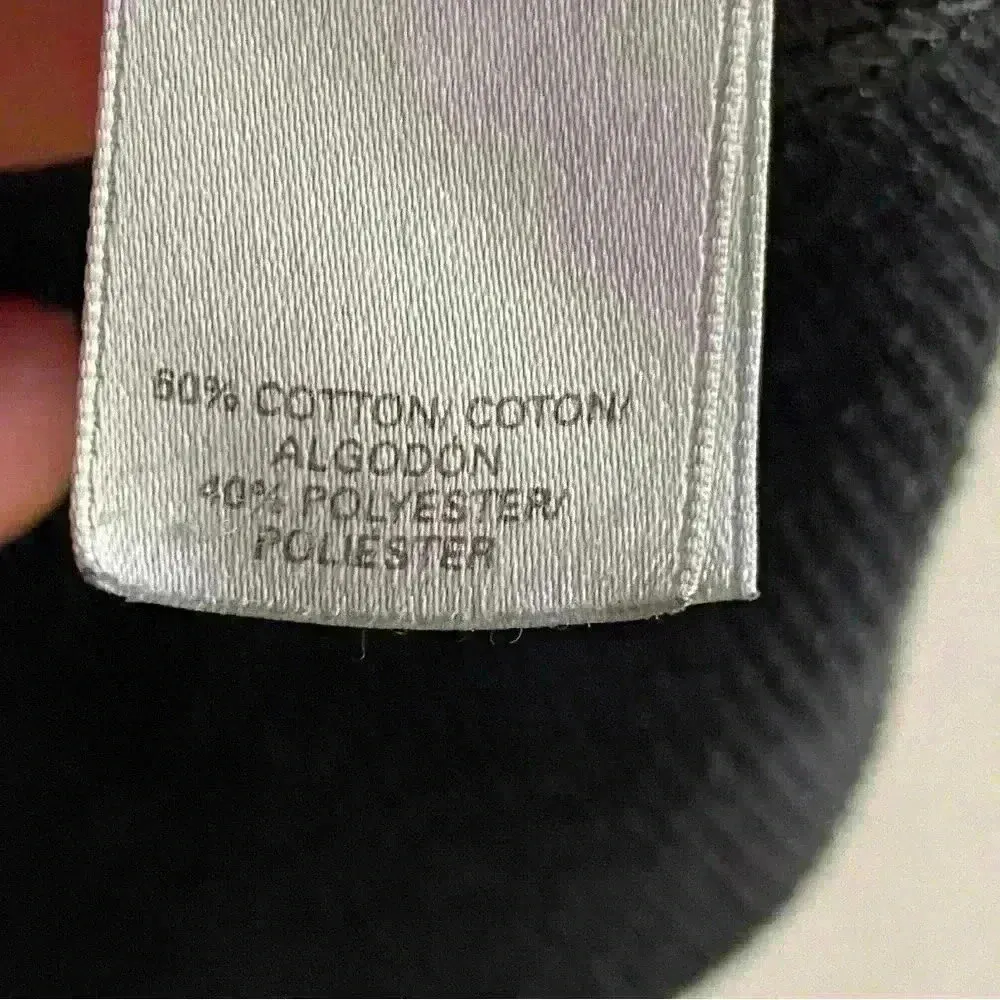 60% COTTON/ COTON/
ALGODÓN
40% POLYESTER/
POLIESTER